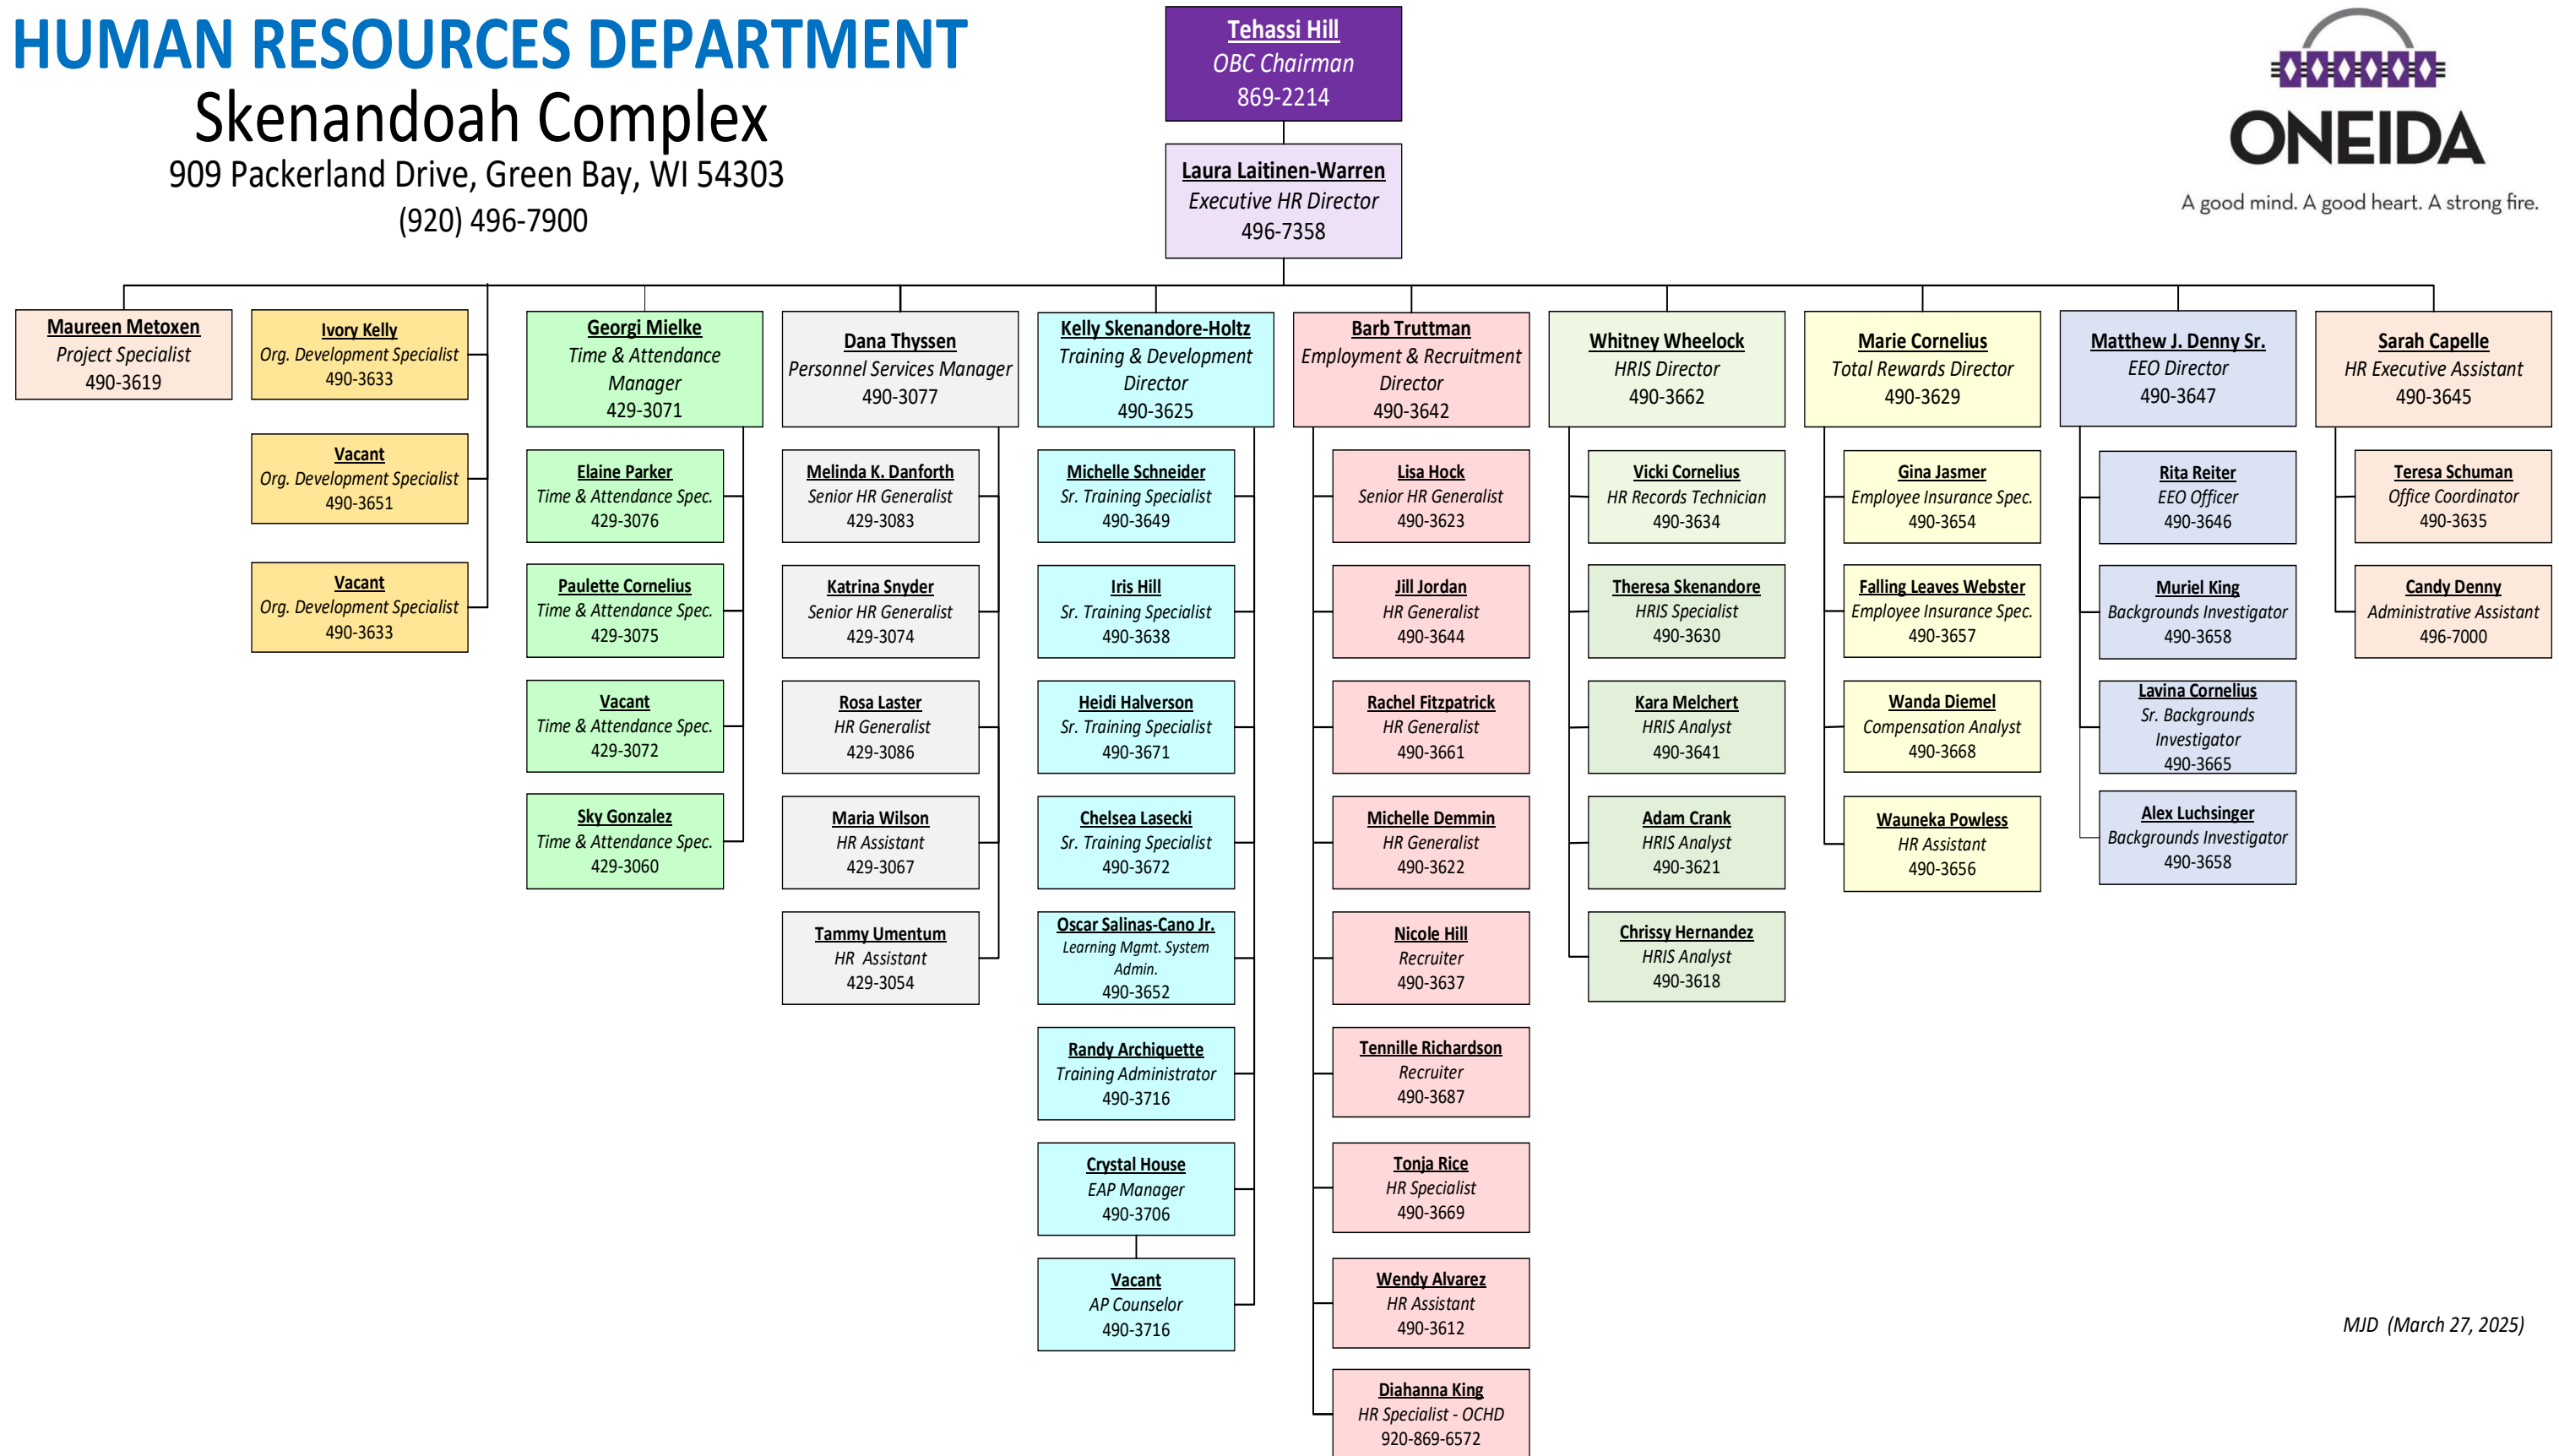 HUMAN RESOURCES DEPARTMENT
Skenandoah Complex
909 Packerland Drive, Green Bay, WI 54303
(920) 496-7900
Tehassi Hill
OBC Chairman
869-2214
Laura Laitinen-Warren
Executive HR Director
496-7358
ONEIDA
A good mind. A good heart. A strong fire.
Maureen Metoxen
Project Specialist
490-3619
Ivory Kelly
Org. Development Specialist
490-3633
Vacant
Org. Development Specialist
490-3651
Vacant
Org. Development Specialist
490-3633
Georgi Mielke
Time & Attendance
Manager
429-3071
Elaine Parker
Time & Attendance Spec.
429-3076
Paulette Cornelius
Time & Attendance Spec.
429-3075
Vacant
Time & Attendance Spec.
429-3072
Sky Gonzalez
Time & Attendance Spec.
429-3060
Dana Thyssen
Personnel Services Manager
490-3077
Melinda K. Danforth
Senior HR Generalist
429-3083
Katrina Snyder
Senior HR Generalist
429-3074
Rosa Laster
HR Generalist
429-3086
Maria Wilson
HR Assistant
429-3067
Tammy Umentum
HR  Assistant
429-3054
Kelly Skenandore-Holtz
Training & Development
Director
490-3625
Michelle Schneider
Sr. Training Specialist
490-3649
Iris Hill
Sr. Training Specialist
490-3638
Heidi Halverson
Sr. Training Specialist
490-3671
Chelsea Lasecki
Sr. Training Specialist
490-3672
Oscar Salinas-Cano Jr.
Learning Mgmt. System
Admin.
490-3652
Randy Archiquette
Training Administrator
490-3716
Crystal House
EAP Manager
490-3706
Vacant
AP Counselor
490-3716
Barb Truttman
Employment & Recruitment
Director
490-3642
Lisa Hock
Senior HR Generalist
490-3623
Jill Jordan
HR Generalist
490-3644
Rachel Fitzpatrick
HR Generalist
490-3661
Michelle Demmin
HR Generalist
490-3622
Nicole Hill
Recruiter
490-3637
Tennille Richardson
Recruiter
490-3687
Tonja Rice
HR Specialist
490-3669
Wendy Alvarez
HR Assistant
490-3612
Diahanna King
HR Specialist - OCHD
920-869-6572
Whitney Wheelock
HRIS Director
490-3662
Vicki Cornelius
HR Records Technician
490-3634
Theresa Skenandore
HRIS Specialist
490-3630
Kara Melchert
HRIS Analyst
490-3641
Adam Crank
HRIS Analyst
490-3621
Chrissy Hernandez
HRIS Analyst
490-3618
Marie Cornelius
Total Rewards Director
490-3629
Gina Jasmer
Employee Insurance Spec.
490-3654
Falling Leaves Webster
Employee Insurance Spec.
490-3657
Wanda Diemel
Compensation Analyst
490-3668
Wauneka Powless
HR Assistant
490-3656
Matthew J. Denny Sr.
EEO Director
490-3647
Rita Reiter
EEO Officer
490-3646
Muriel King
Backgrounds Investigator
490-3658
Lavina Cornelius
Sr. Backgrounds
Investigator
490-3665
Alex Luchsinger
Backgrounds Investigator
490-3658
Sarah Capelle
HR Executive Assistant
490-3645
Teresa Schuman
Office Coordinator
490-3635
Candy Denny
Administrative Assistant
496-7000
MJD  (March 27, 2025)